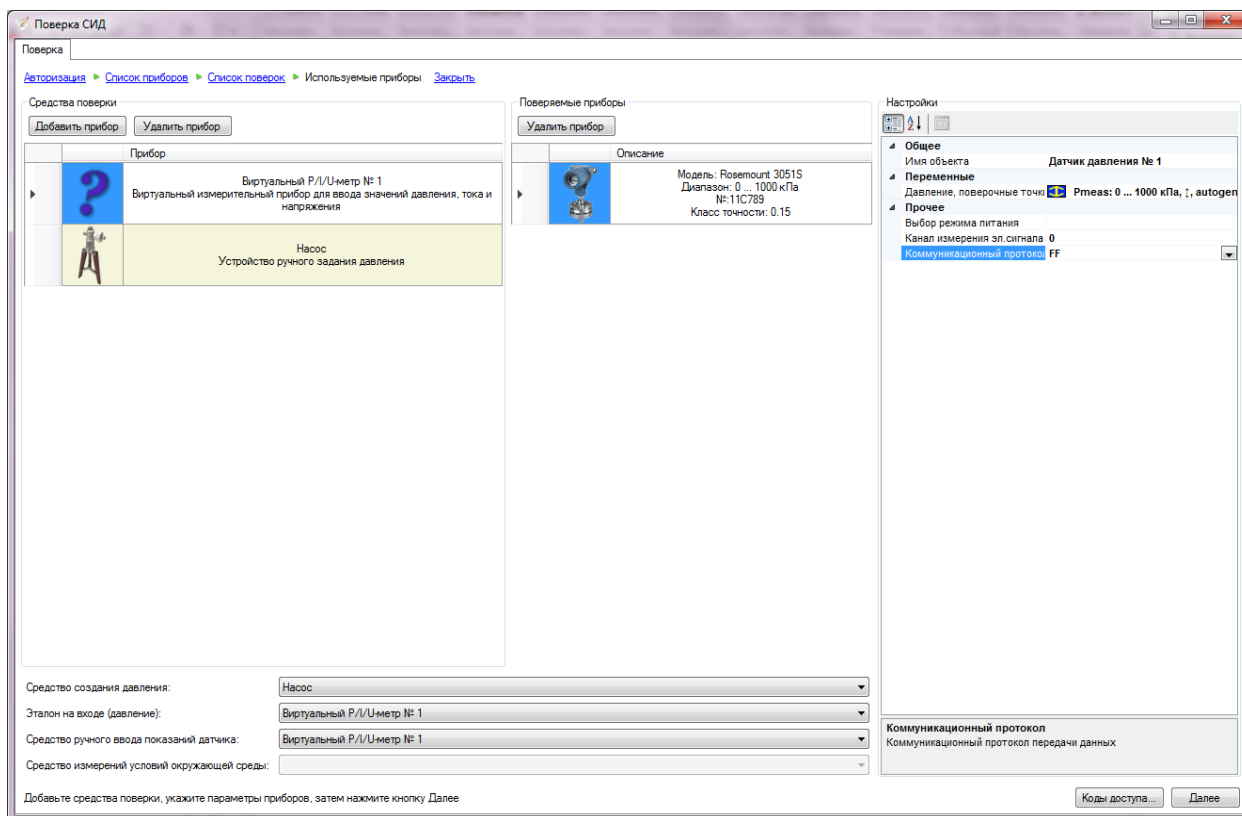 Поверка СИД
Поверка
Авторизация Список приборов Список поверок Используемые приборы Закрыть
Средства поверки
Добавить прибор Удалить прибор
Прибор
Виртуальный P/I/U-метр № 1
Виртуальный измерительный прибор для ввода значений давления, тока и
напряжения
Насос
Устройство ручного задания давления
Поверяемые приборы
Удалить прибор
Описание
Модель: Rosemount 3051S
Диапазон: 0 ... 1000 кПа
№:11C789
Класс точности: 0.15
Настройки
Общее
Имя объекта Датчик давления № 1
Переменные
Давление, поверочные точки Pmeas: 0 ... 1000 кПа, ↕, autogen
Прочее
Выбор режима питания
Канал измерения эл.сигнала 0
Коммуникационный протокол FF
Средство создания давления: Насос
Эталон на входе (давление): Виртуальный P/I/U-метр № 1
Средство ручного ввода показаний датчика: Виртуальный P/I/U-метр № 1
Средство измерений условий окружающей среды:
Коммуникационный протокол
Коммуникационный протокол передачи данных
Добавьте средства поверки, укажите параметры приборов, затем нажмите кнопку Далее
Коды доступа... Далее